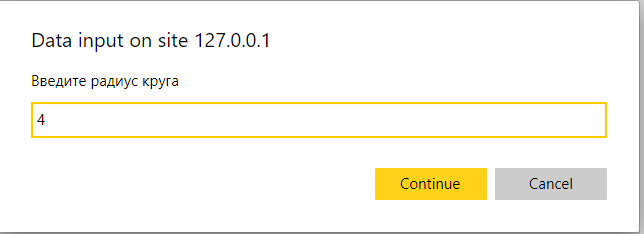 Data input on site 127.0.0.1
Введите радиус круга
4
Continue
Cancel